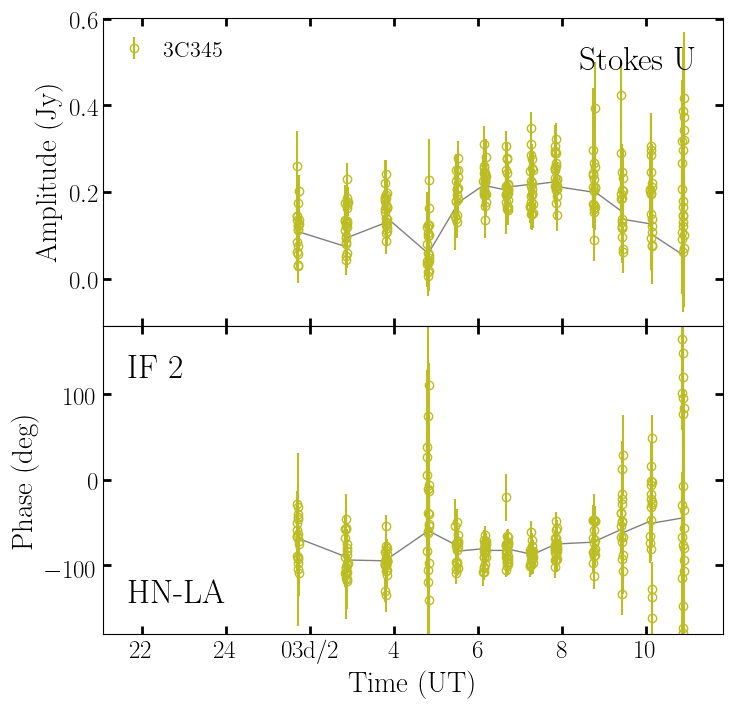 3C345
Stokes U
0.6
0.4
0.2
0.0
Amplitude (Jy)
IF 2
100
0
−100
Phase (deg)
HN-LA
22 24 03d/2 4 6 8 10
Time (UT)